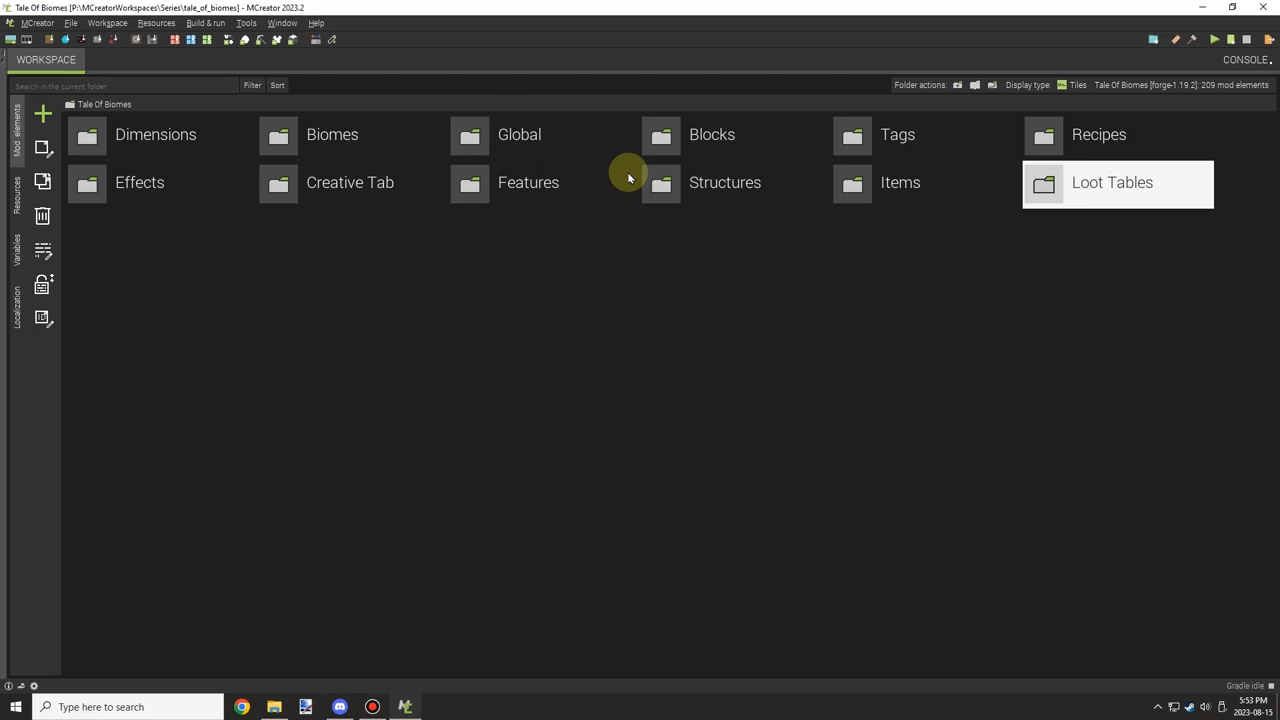 Tale Of Biomes [P:\MCreatorWorkspaces\Series\tale_of_biomes] - MCreator 2023.2
MCreator File Workspace Resources Build & run Tools Window Help
WORKSPACE
CONSOLE
Search in the current folder
Filter Sort
Folder actions:
Display type: Tiles Tale Of Biomes [forge-1.19.2]: 209 mod elements
Mod elements
Resources
Variables
Localization
Tale Of Biomes
Dimensions Biomes Global Blocks Tags Recipes
Effects Creative Tab Features Structures Items Loot Tables
Gradle idle
Type here to search
5:53 PM
2023-08-15